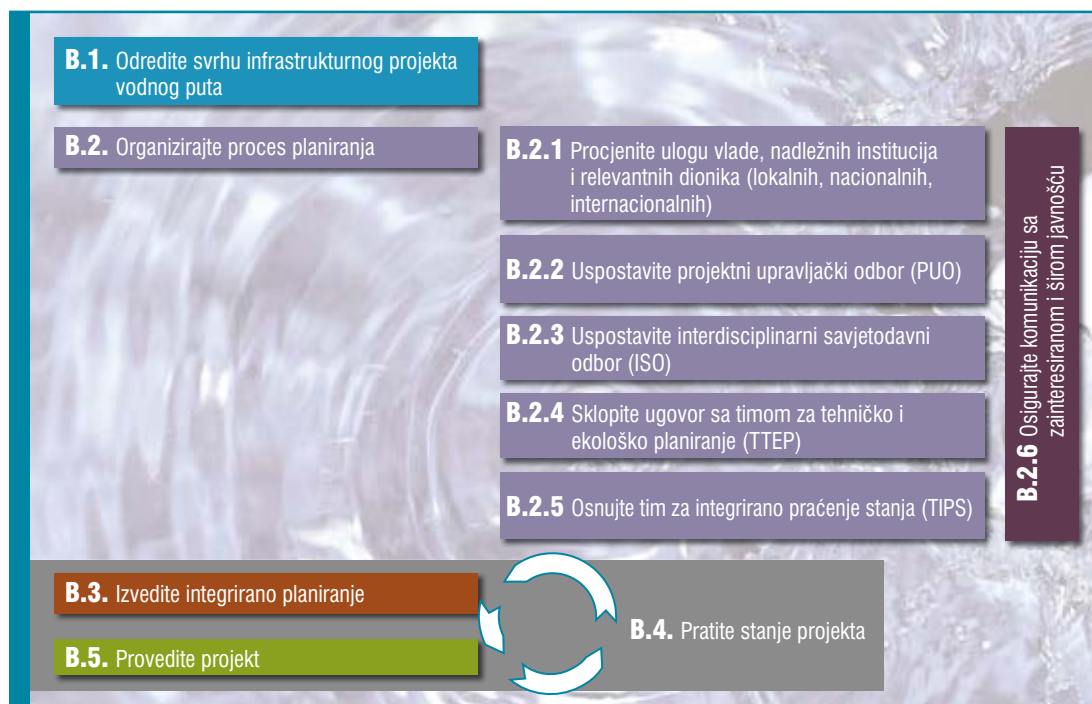 B.1. Odredite svrhu infrastrukturnog projekta
vodnog puta
B.2. Organizirajte proces planiranja
B.2.1 Procjenite ulogu vlade, nadležnih institucija
i relevantnih dionika (lokalnih, nacionalnih,
internacionalnih)
B.2.2 Uspostavite projektni upravljački odbor (PUO)
B.2.3 Uspostavite interdisciplinarni savjetodavni
odbor (ISO)
B.2.4 Sklopite ugovor sa timom za tehničko i
ekološko planiranje (TTEP)
B.2.5 Osnujte tim za integrirano praćenje stanja (TIPS)
B.2.6 Osigurajte komunikaciju sa
zainteresiranom i širom javnošću
B.3. Izvedite integrirano planiranje
B.4. Pratite stanje projekta
B.5. Provedite projekt